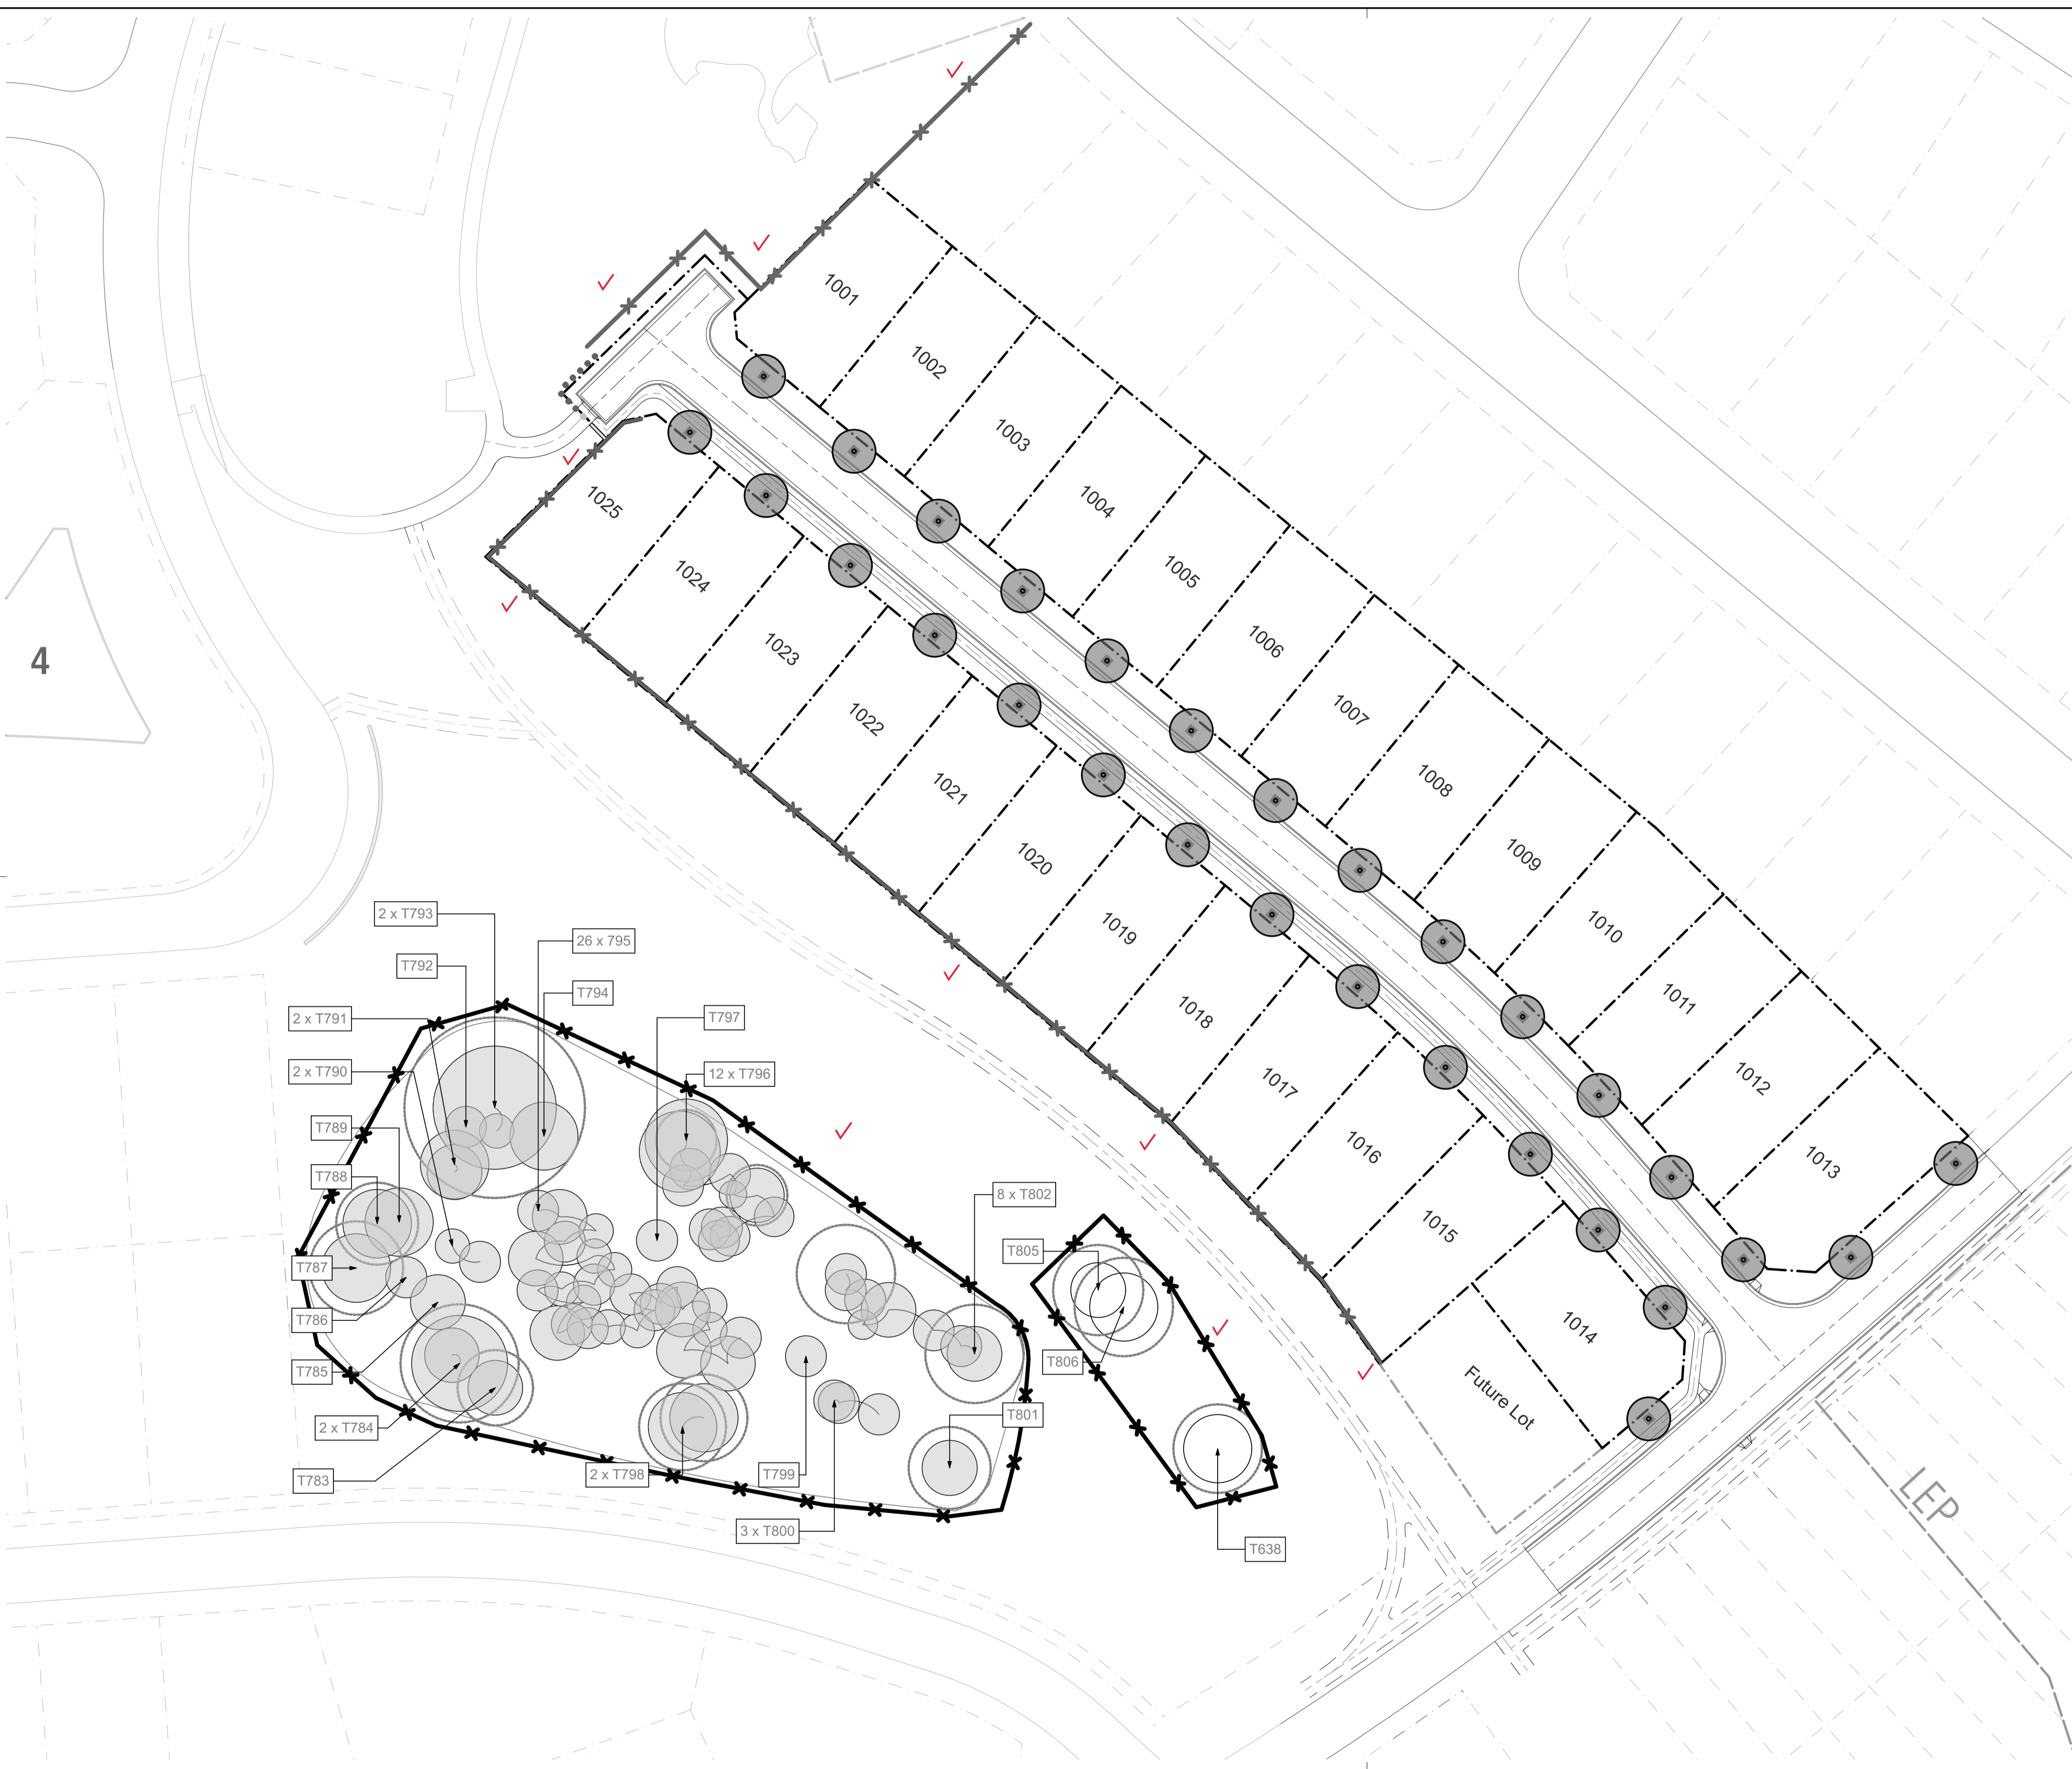 1001
1002
1003
1004
1005
1006
1007
1008
1009
1010
1011
1012
1013
1025
1024
1023
1022
1021
1020
1019
1018
1017
1016
1015
1014
Future Lot
4
LEP
2 x T793
26 x 795
T792
T794
2 x T791
T797
2 x T790
12 x T796
T789
T788
8 x T802
T805
T787
T786
T806
T785
T801
2 x T784
2 x T798
T799
T783
3 x T800
T638